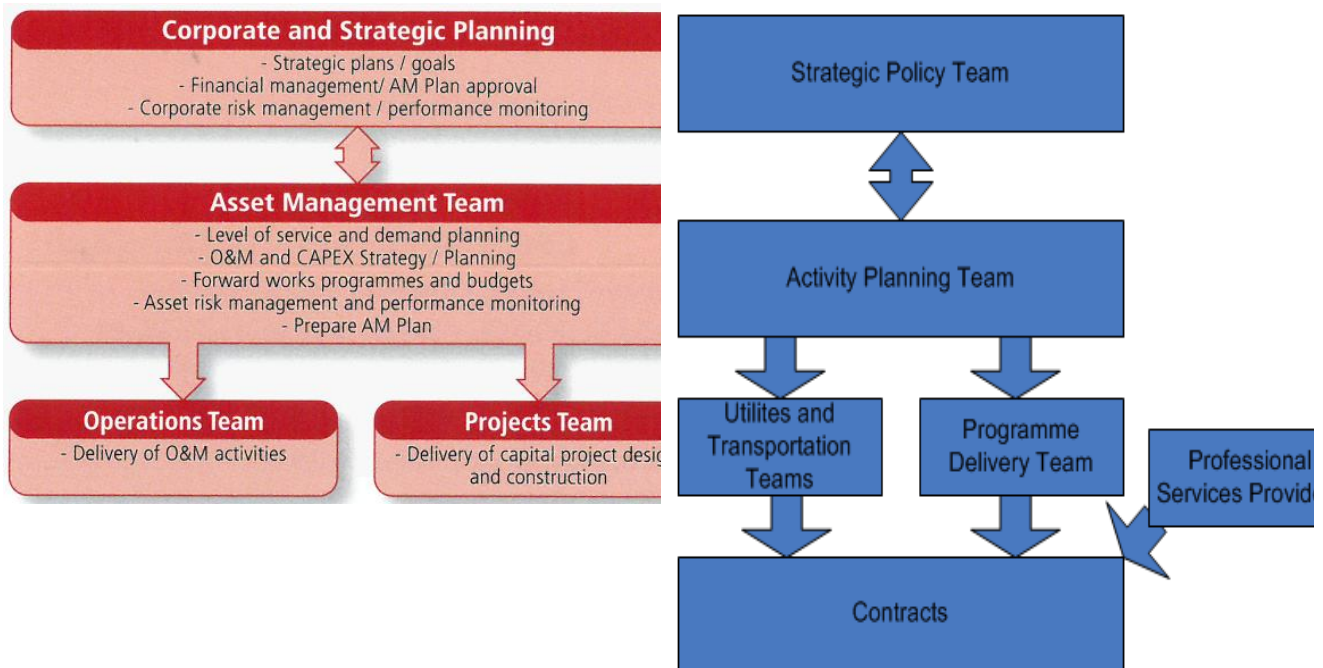 Corporate and Strategic Planning
- Strategic plans / goals
- Financial management/ AM Plan approval
- Corporate risk management / performance monitoring
Asset Management Team
- Level of service and demand planning
- O&M and CAPEX Strategy / Planning
- Forward works programmes and budgets
- Asset risk management and performance monitoring
- Prepare AM Plan
Operations Team
- Delivery of O&M activities
Projects Team
- Delivery of capital project desig
and construction
Strategic Policy Team
Activity Planning Team
Utilites and
Transportation
Teams
Programme
Delivery Team
Professional
Services Provid
Contracts